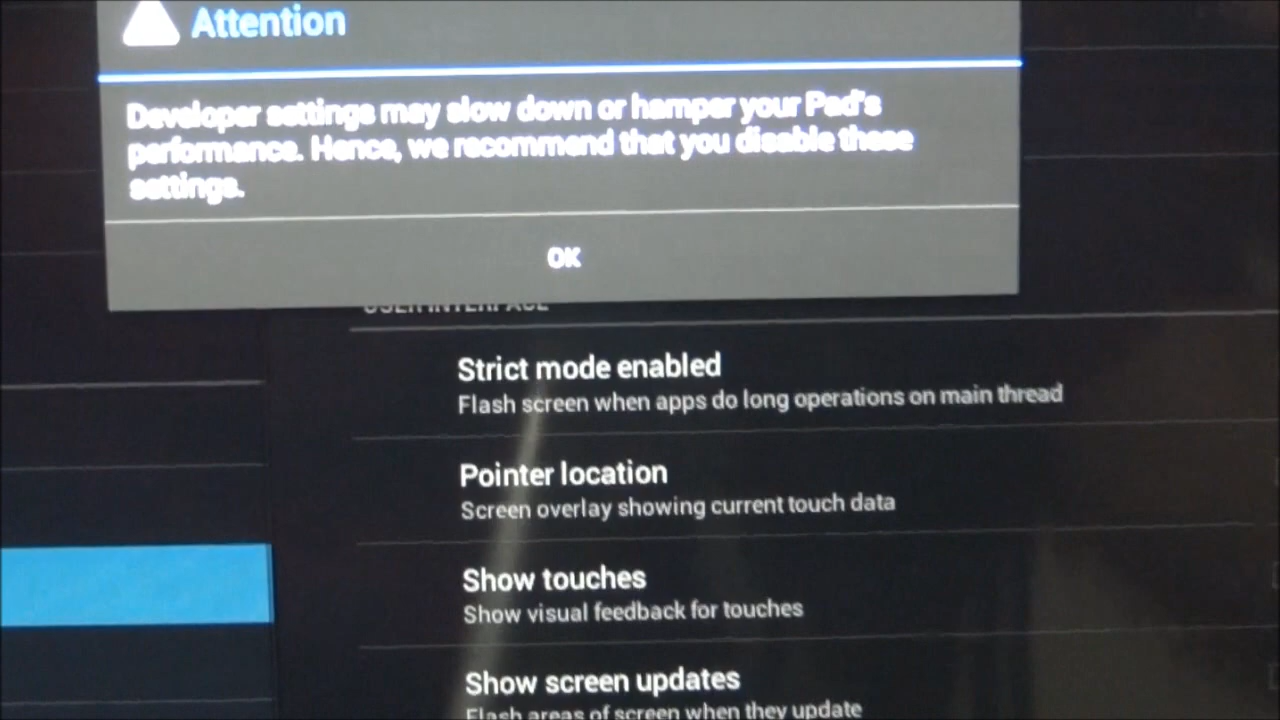 Attention
Developer settings may slow down or hamper your Pad's
performance. Hence, we recommend that you disable these
settings.
OK
USER INTERFACE
Strict mode enabled
Flash screen when apps do long operations on main thread
Pointer location
Screen overlay showing current touch data
Show touches
Show visual feedback for touches
Show screen updates
Flash areas of screen when they update